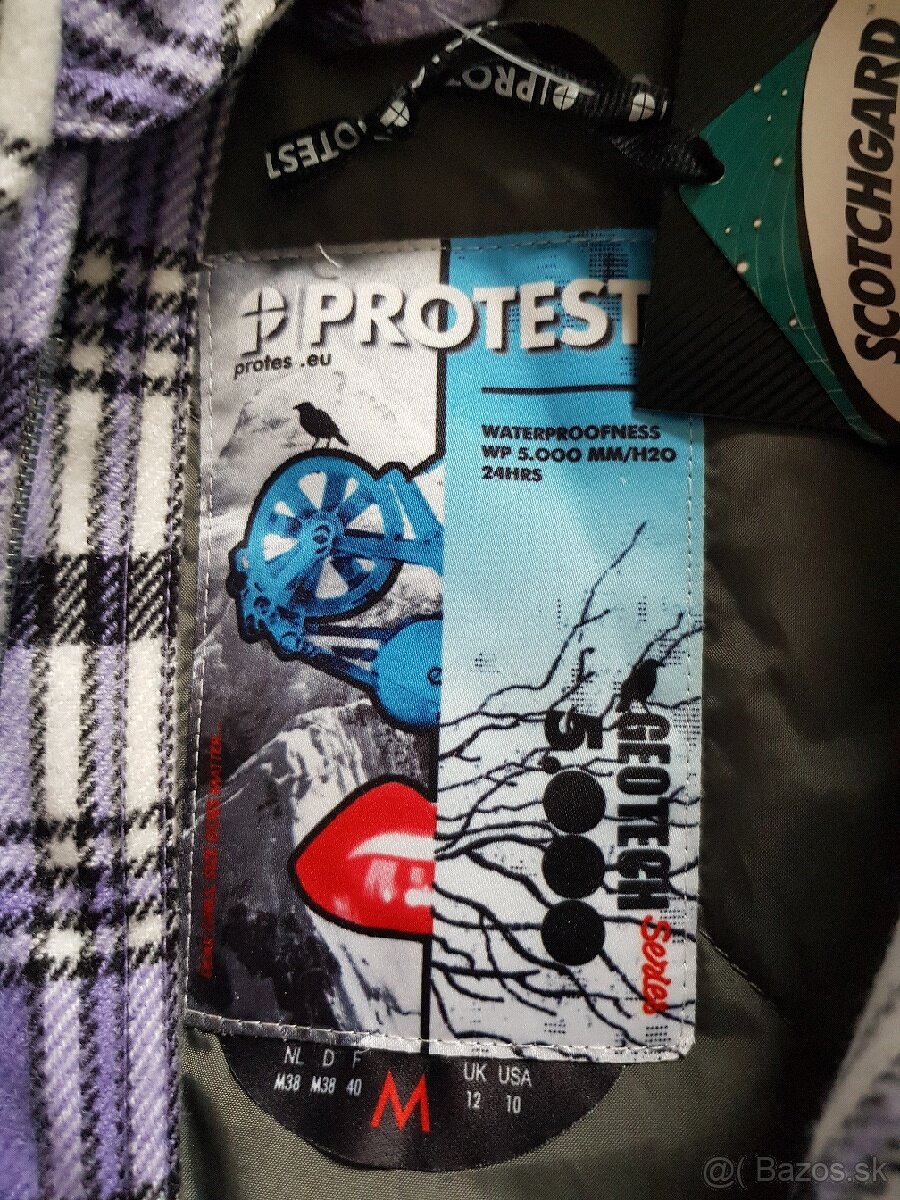 PROTEST
PROTEST
PROTEST
SCOTCHGARD
PROTEST
protes .eu
WATERPROOFNESS
WP 5.000 MM/H2O
24HRS
GEOTECH
Series
5.●●●
NL D F
M38 M38 40
M
UK USA
12 10
@( Bazos.sk